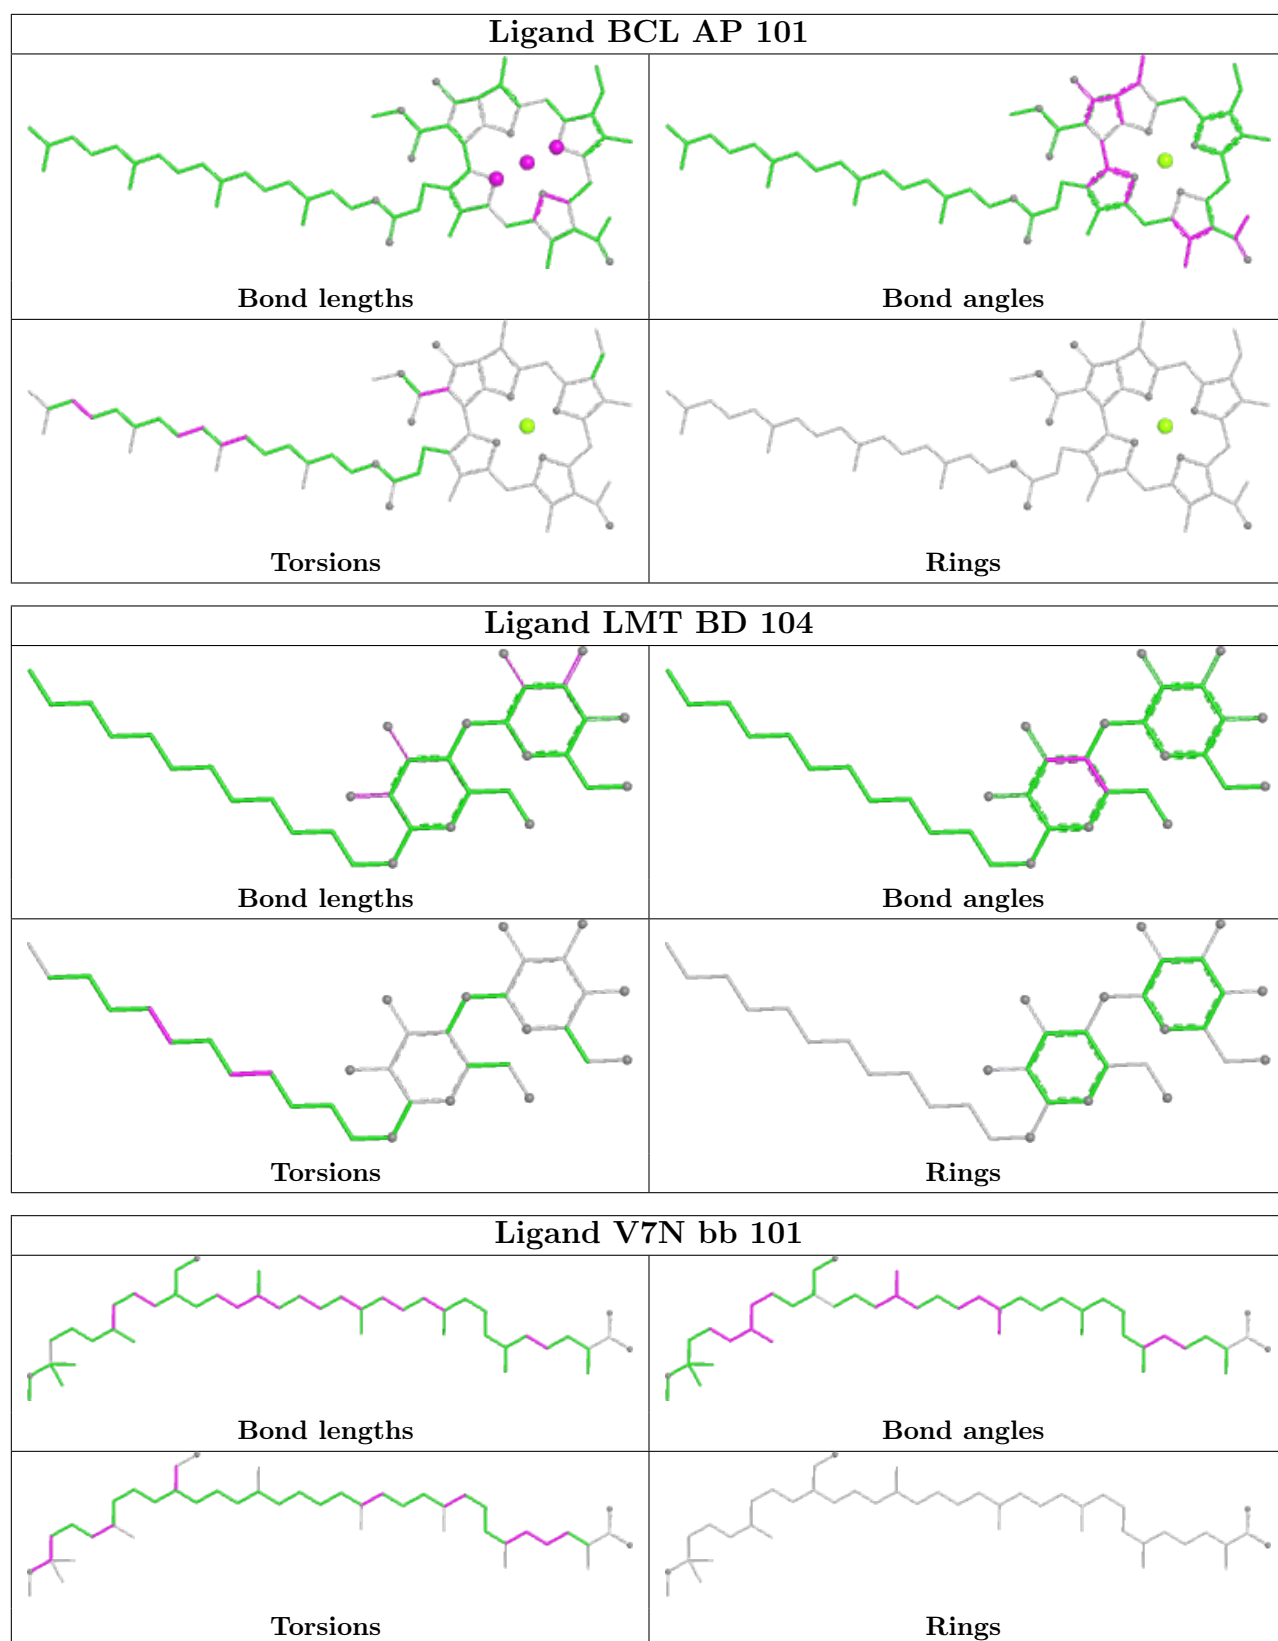 Ligand BCL AP 101
Bond lengths
Bond angles
Torsions
Rings
Ligand LMT BD 104
Bond lengths
Bond angles
Torsions
Rings
Ligand V7N bb 101
Bond lengths
Bond angles
Torsions
Rings